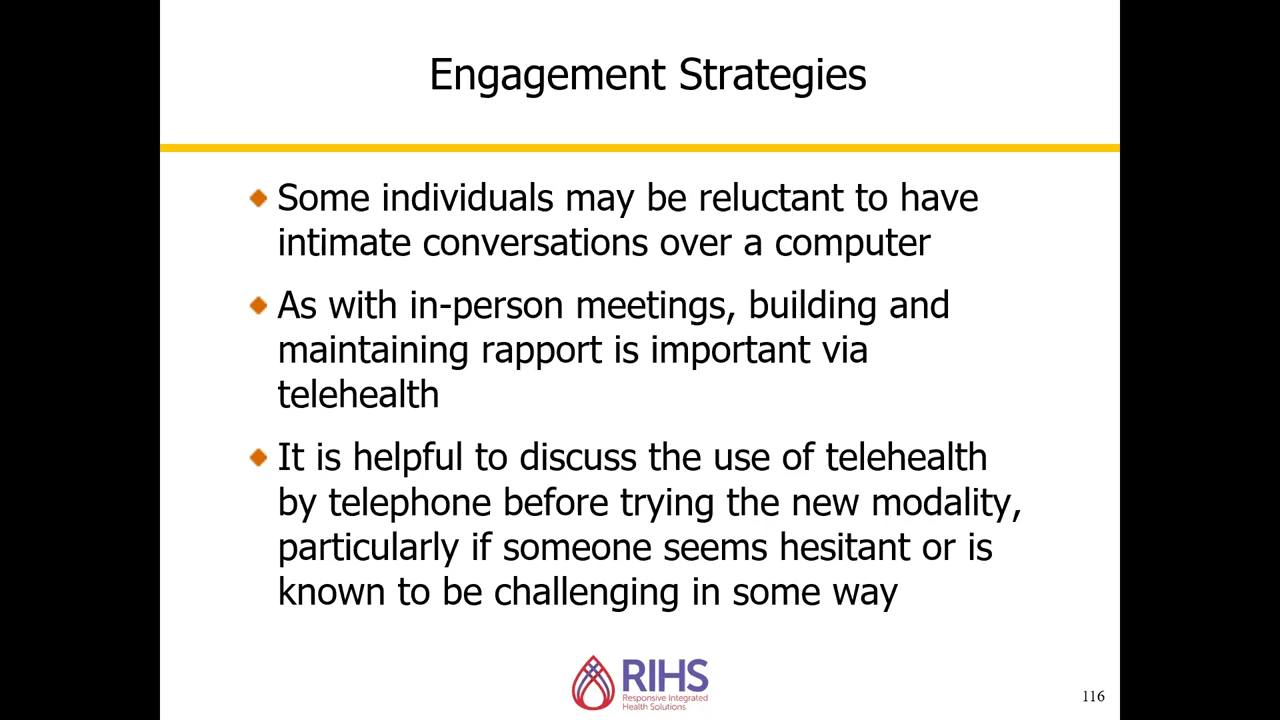 Engagement Strategies
Some individuals may be reluctant to have
intimate conversations over a computer
As with in-person meetings, building and
maintaining rapport is important via
telehealth
It is helpful to discuss the use of telehealth
by telephone before trying the new modality,
particularly if someone seems hesitant or is
known to be challenging in some way
RIHS
Responsive Integrated
Health Solutions
116